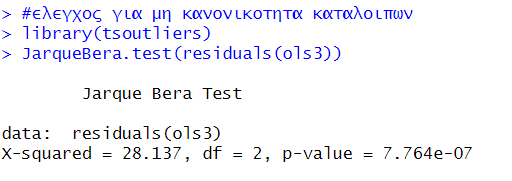 > #ελεγχος για μη κανονικοτητα καταλοιπων
> library(tsoutliers)
> JarqueBera.test(residuals(ols3))
Jarque Bera Test
data:  residuals(ols3)
X-squared = 28.137, df = 2, p-value = 7.764e-07